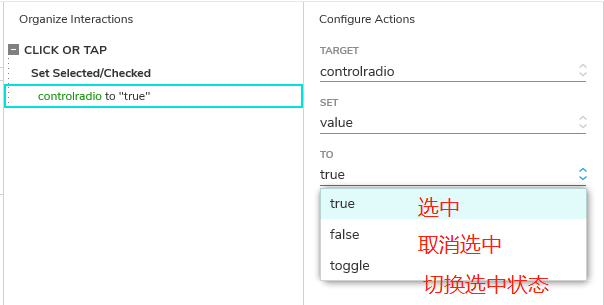 Organize Interactions
CLICK OR TAP
Set Selected/Checked
controlradio to "true"
Configure Actions
TARGET
controlradio
SET
value
TO
true
true 选中
false 取消选中
toggle 切换选中状态